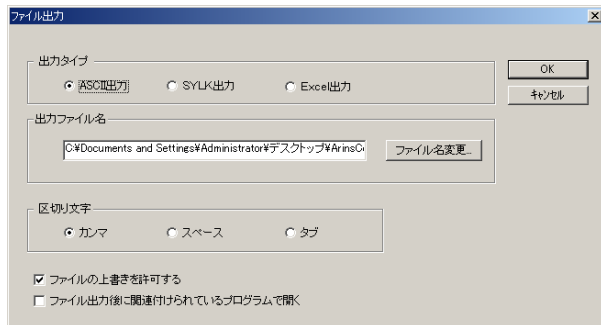 ファイル出力
出力タイプ
ASCII出力 SYLK出力 Excel出力
OK
キャンセル
出力ファイル名
C:¥Documents and Settings¥Administrator¥デスクトップ¥ArinsC
ファイル名変更...
区切り文字
カンマ スペース タブ
ファイルの上書きを許可する
ファイル出力後に関連付けられているプログラムで開く